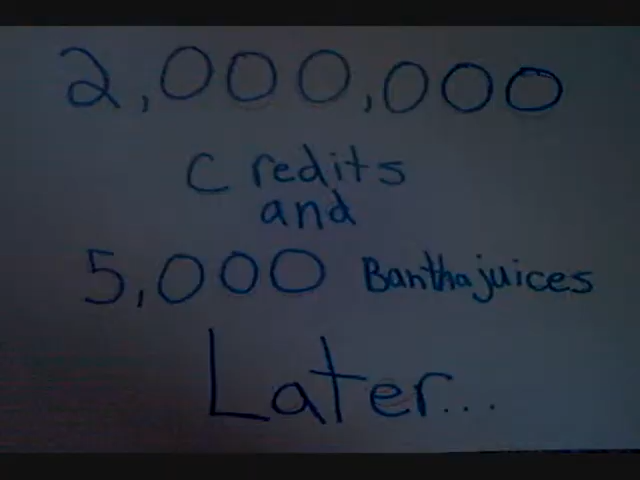 2,000,000
Credits
and
5,000 Banthajuices
Later...